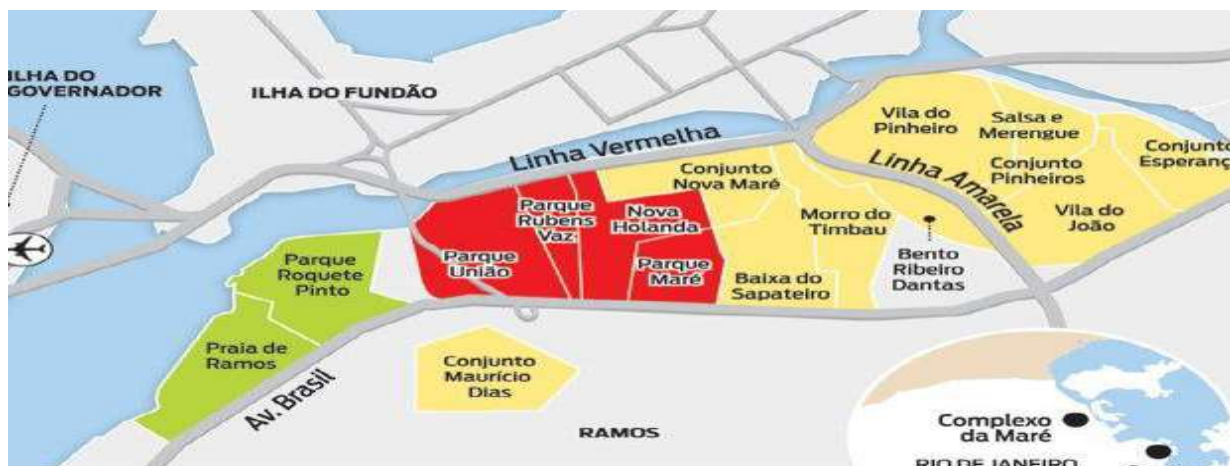 ILHA DO
GOVERNADOR
ILHA DO FUNDÃO
Linha Vermelha
Vila do
Pinheiro
Salsa e
Merengue
Conjunto
Esperanç
Conjunto
Pinheiros
Linha Amarela
Vila do
João
Conjunto
Nova Maré
Morro do
Timbau
Bento
Ribeiro
Dantas
Parque
Rubens
Vaz
Nova
Holanda
Parque
União
Parque
Maré
Baixa do
Sapateiro
Parque
Roquete
Pinto
Praia de
Ramos
Av. Brasil
Conjunto
Maurício
Dias
RAMOS
Complexo
da Maré
RIO DE JANEIRO